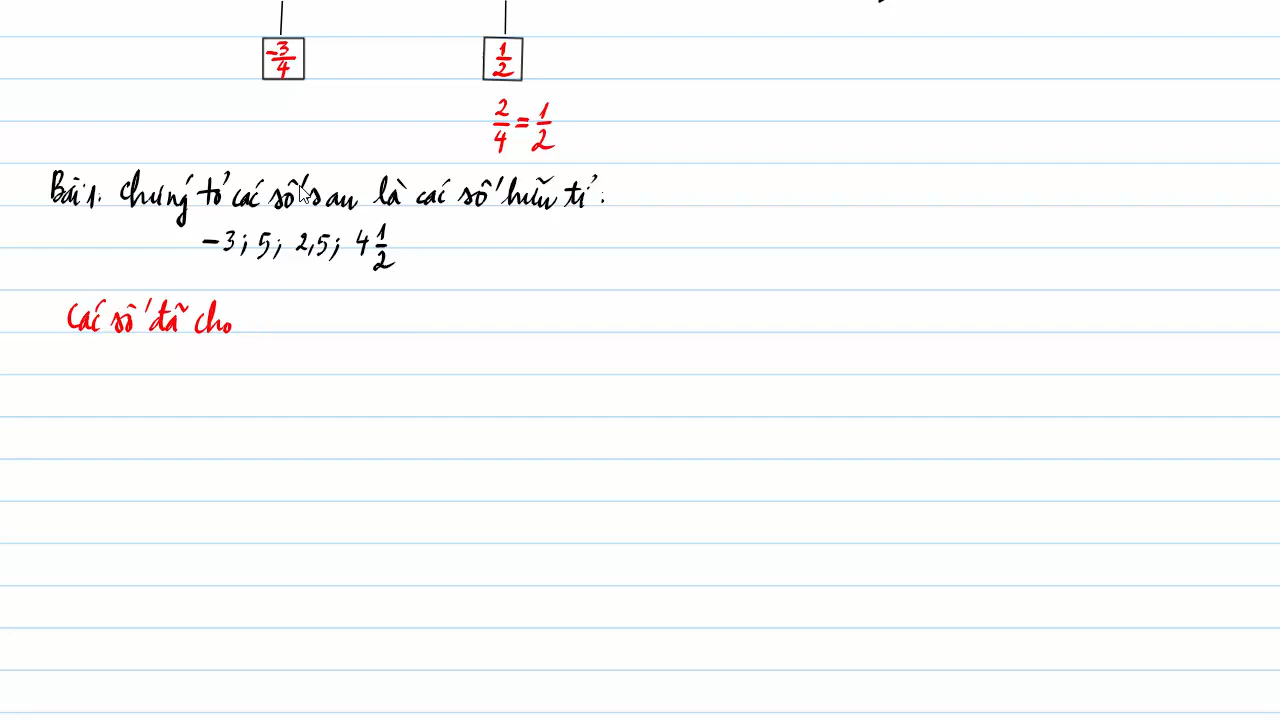 -3/4 1/2
2/4 = 1/2
Bài 1. Chứng tỏ các số sau là các số hữu tỉ:
-3; 5; 2,5; 4 1/2
Các số đã cho